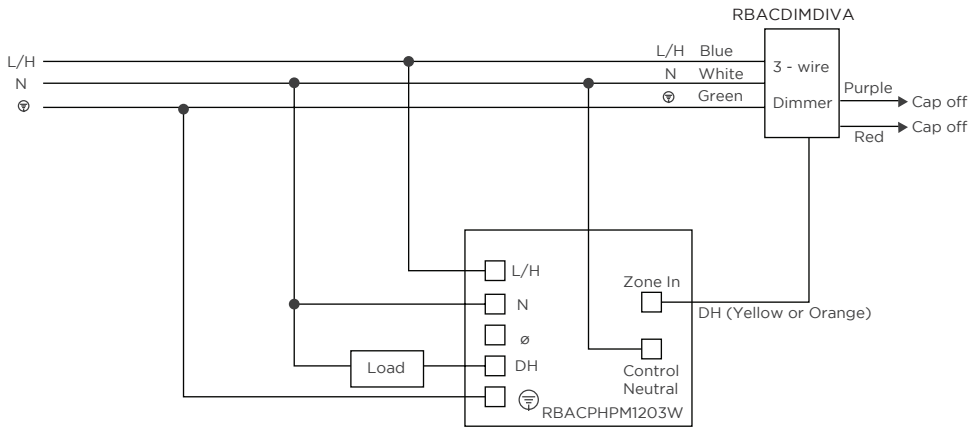 RBACDIMDIVA
L/H
L/H Blue
N
N White
⏚ Green
3 - wire
Dimmer
Purple
Cap off
Red
Cap off
L/H
N
ø
DH
Load
RBACPHPM1203W
Zone In
DH (Yellow or Orange)
Control
Neutral